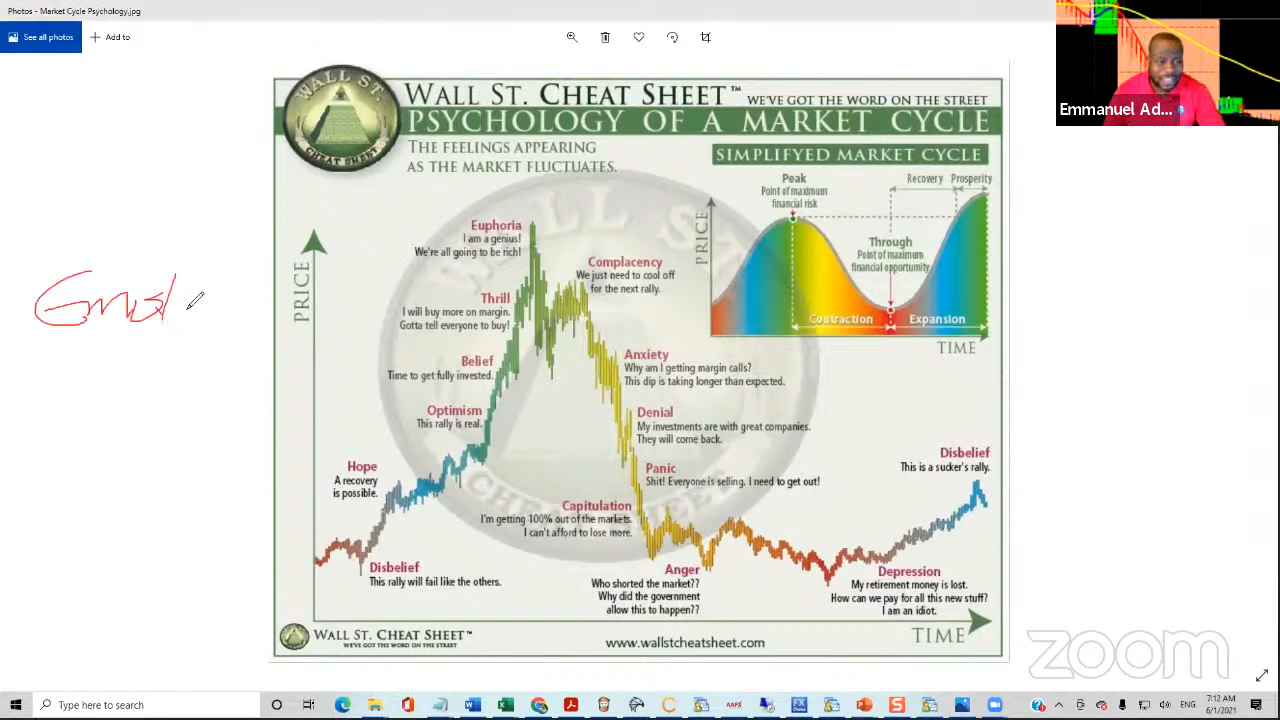 Photos - Market Cycle Psychology.jpg
See all photos
Add to
Emmanuel Ad...
WALL ST.
CHEAT SHEET
WALL ST. CHEAT SHEET™ WE'VE GOT THE WORD ON THE STREET
PSYCHOLOGY OF A MARKET CYCLE
THE FEELINGS APPEARING
AS THE MARKET FLUCTUATES.
SIMPLIFYED MARKET CYCLE
Peak
Point of maximum
financial risk
Recovery Prosperity
PRICE
Through
Point of maximum
financial opportunity
Contraction Expansion
TIME
PRICE
Euphoria
I am a genius!
We're all going to be rich!
Complacency
We just need to cool off
for the next rally.
Thrill
I will buy more on margin.
Gotta tell everyone to buy!
Belief
Time to get fully invested.
Anxiety
Why am I getting margin calls?
This dip is taking longer than expected.
Optimism
This rally is real.
Denial
My investments are with great companies.
They will come back.
Hope
A recovery
is possible.
Panic
Shit! Everyone is selling. I need to get out!
Disbelief
This is a sucker's rally.
Capitulation
I'm getting 100% out of the markets.
I can't afford to lose more.
Disbelief
This rally will fail like the others.
Anger
Who shorted the market??
Why did the government
allow this to happen??
Depression
My retirement money is lost.
How can we pay for all this new stuff?
I am an idiot.
TIME
WALL ST. CHEAT SHEET™
WE'VE GOT THE WORD ON THE STREET
www.wallstcheatsheet.com
zoom
Type here to search
7:12 AM
6/1/2021